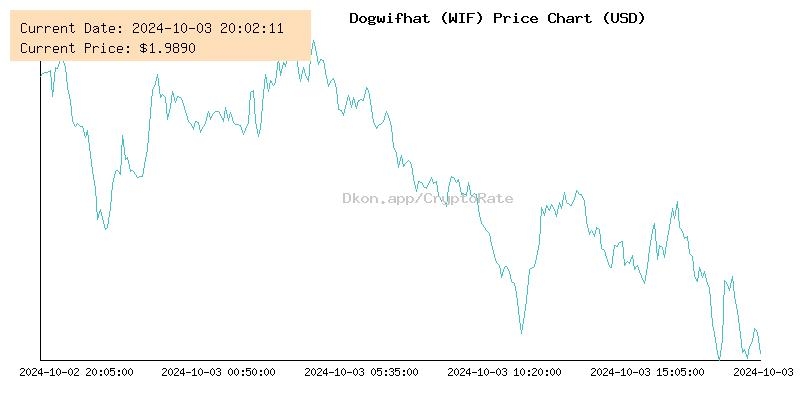 Dogwifhat (WIF) Price Chart (USD)
Current Date: 2024-10-03 20:02:11
Current Price: $1.9890
Dkon.app/CryptoRate
2024-10-02 20:05:00 2024-10-03 00:50:00 2024-10-03 05:35:00 2024-10-03 10:20:00 2024-10-03 15:05:00 2024-10-03